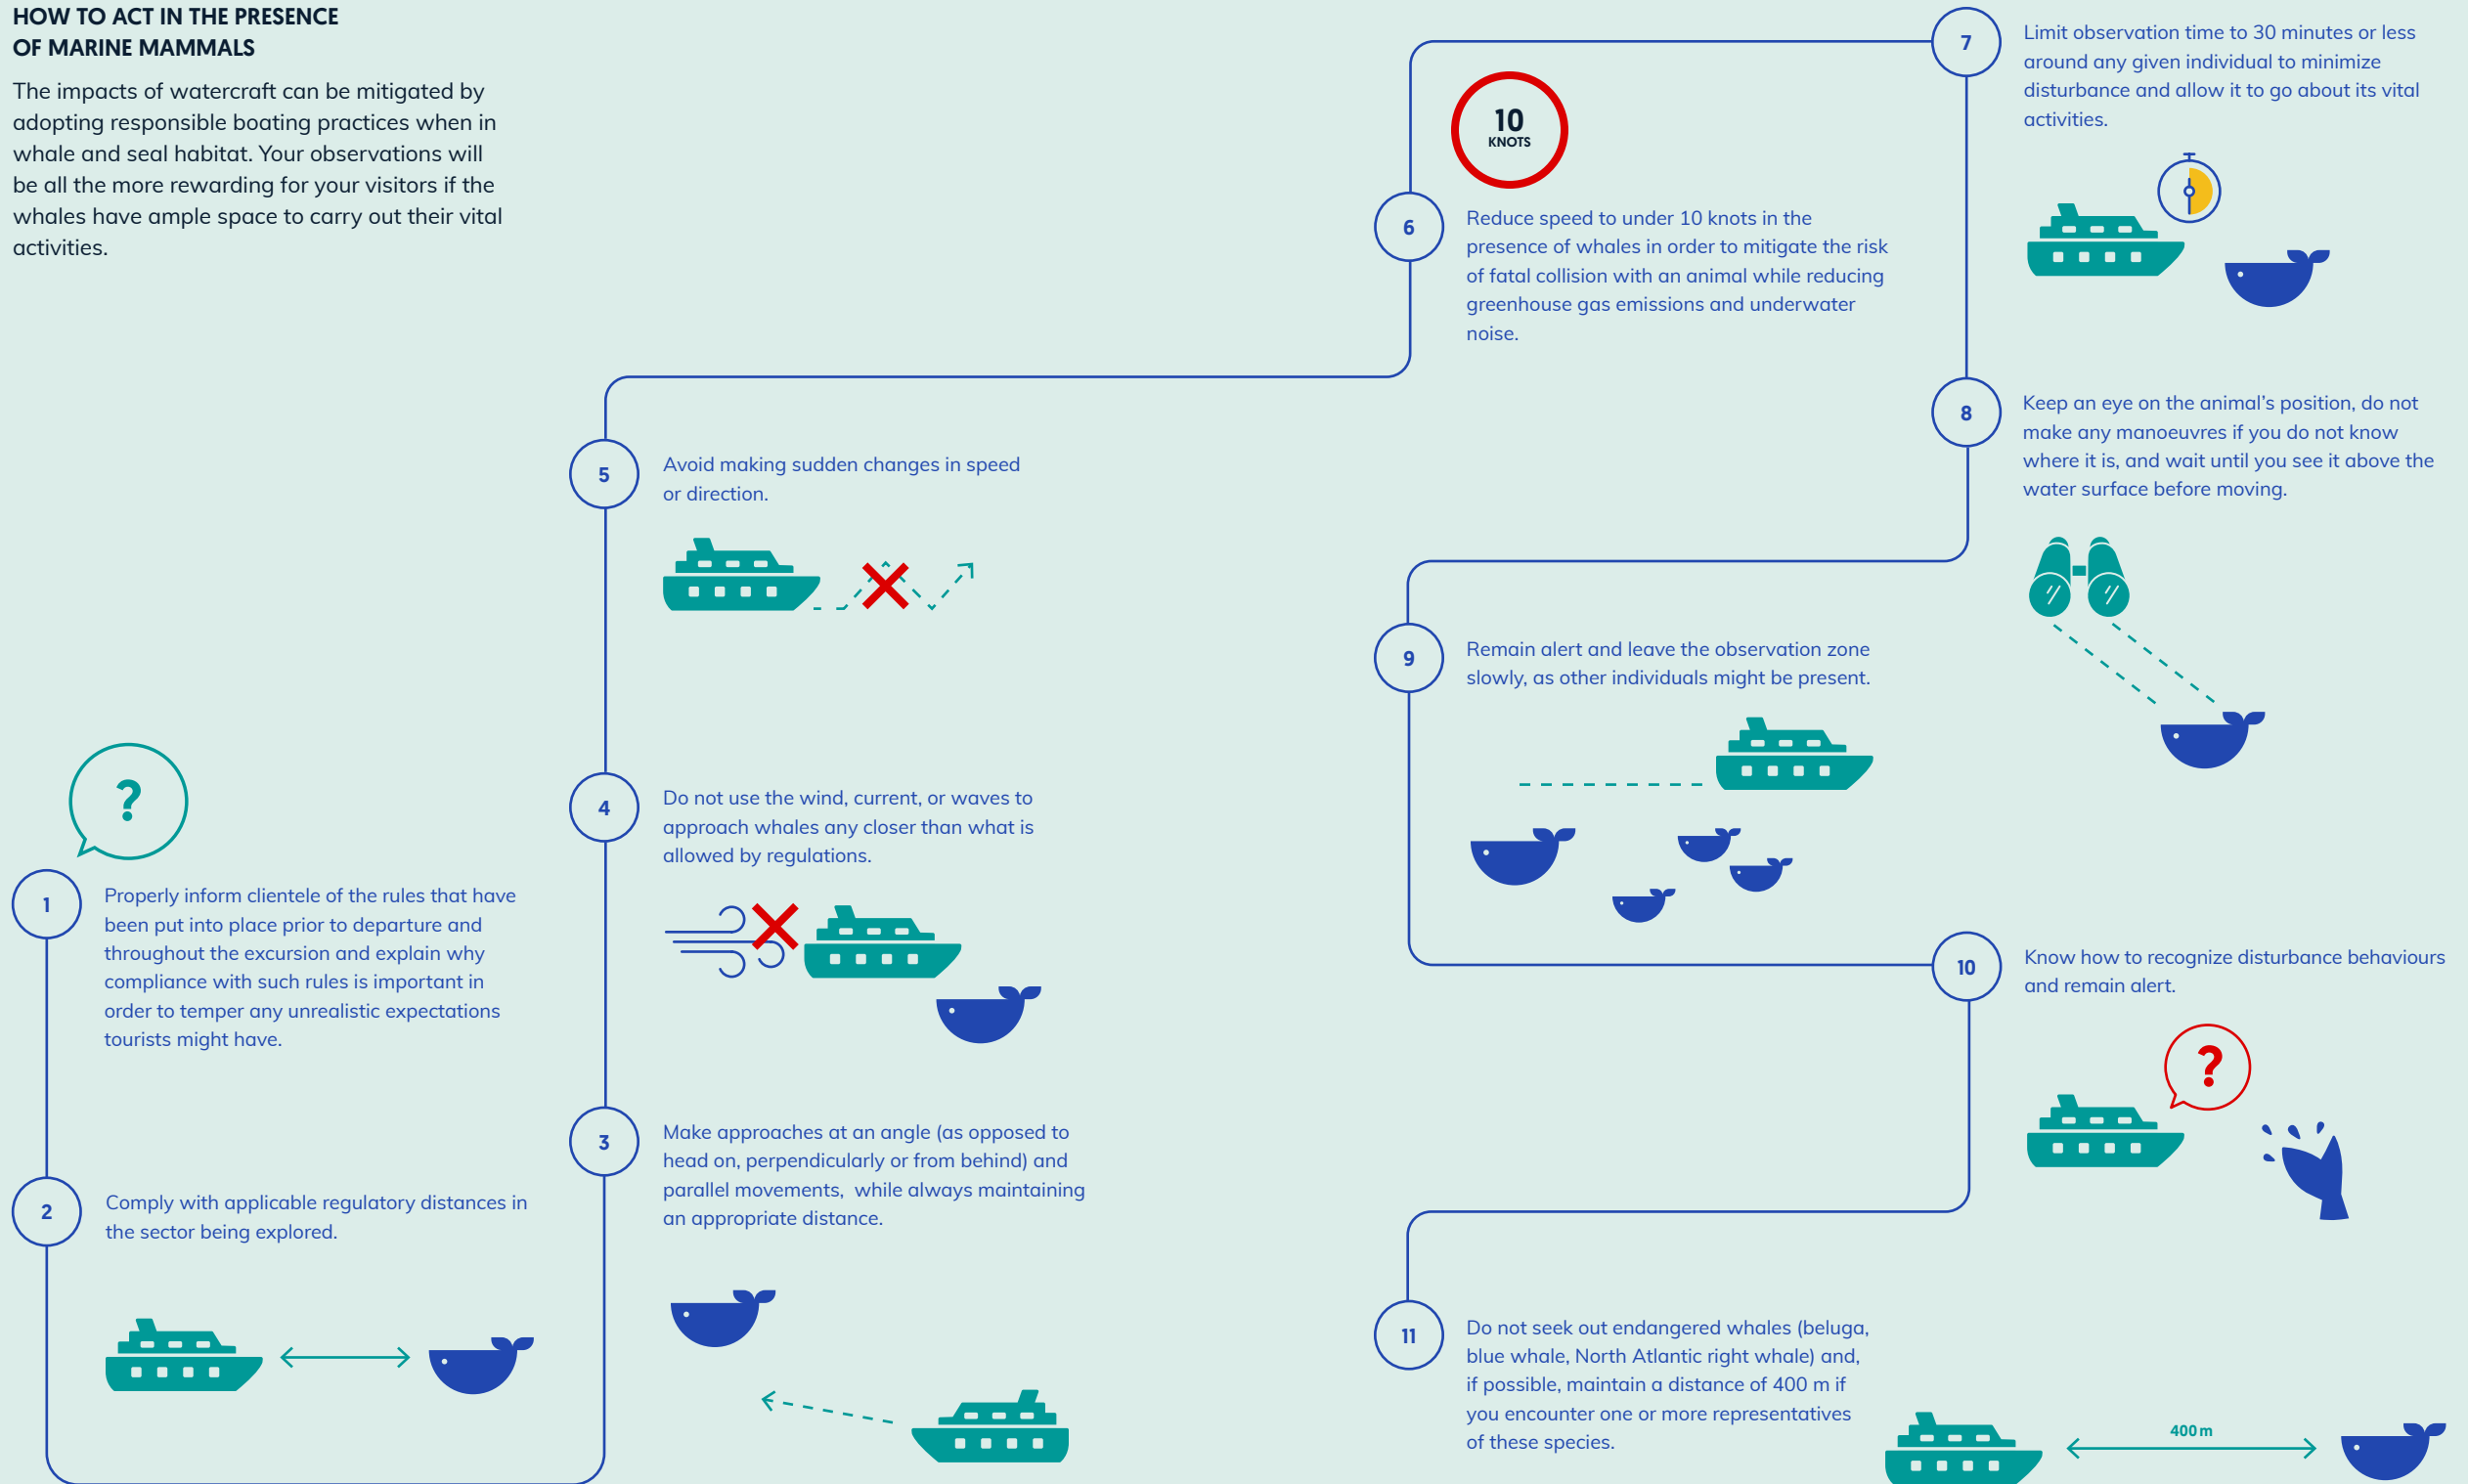 HOW TO ACT IN THE PRESENCE
OF MARINE MAMMALS
The impacts of watercraft can be mitigated by
adopting responsible boating practices when in
whale and seal habitat. Your observations will
be all the more rewarding for your visitors if the
whales have ample space to carry out their vital
activities.
?
1
Properly inform clientele of the rules that have
been put into place prior to departure and
throughout the excursion and explain why
compliance with such rules is important in
order to temper any unrealistic expectations
tourists might have.
2
Comply with applicable regulatory distances in
the sector being explored.
3
Make approaches at an angle (as opposed to
head on, perpendicularly or from behind) and
parallel movements,  while always maintaining
an appropriate distance.
4
Do not use the wind, current, or waves to
approach whales any closer than what is
allowed by regulations.
5
Avoid making sudden changes in speed
or direction.
10
KNOTS
6
Reduce speed to under 10 knots in the
presence of whales in order to mitigate the risk
of fatal collision with an animal while reducing
greenhouse gas emissions and underwater
noise.
7
Limit observation time to 30 minutes or less
around any given individual to minimize
disturbance and allow it to go about its vital
activities.
8
Keep an eye on the animal’s position, do not
make any manoeuvres if you do not know
where it is, and wait until you see it above the
water surface before moving.
9
Remain alert and leave the observation zone
slowly, as other individuals might be present.
10
Know how to recognize disturbance behaviours
and remain alert.
?
11
Do not seek out endangered whales (beluga,
blue whale, North Atlantic right whale) and,
if possible, maintain a distance of 400 m if
you encounter one or more representatives
of these species.
400 m